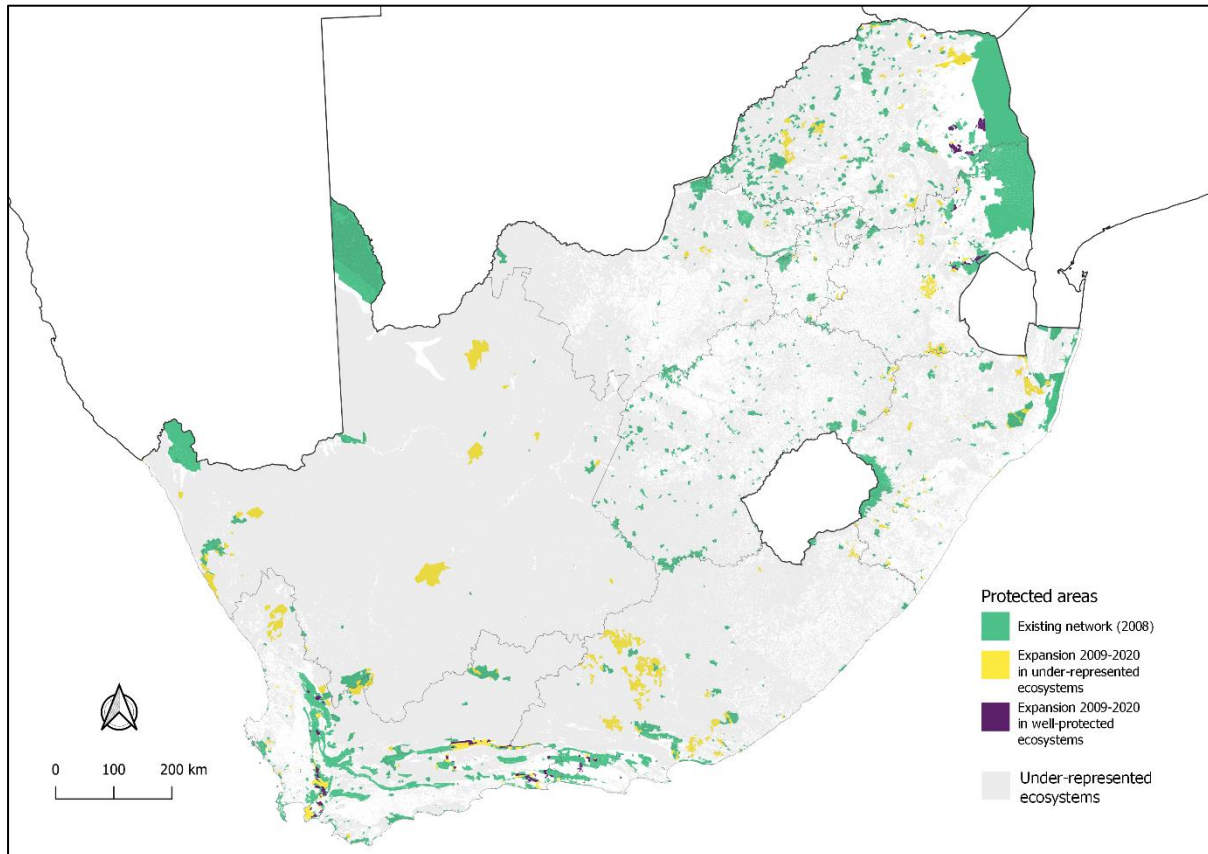 Protected areas
Existing network (2008)
Expansion 2009-2020
in under-represented
ecosystems
Expansion 2009-2020
in well-protected
ecosystems
Under-represented
ecosystems
0 100 200 km